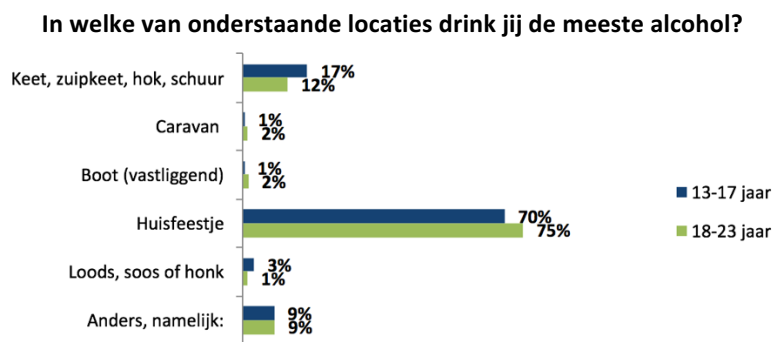 In welke van onderstaande locaties drink jij de meeste alcohol?
Keet, zuipkeet, hok, schuur
17%
12%
Caravan
1%
2%
Boot (vastliggend)
1%
2%
Huisfeestje
70%
75%
Loods, soos of honk
3%
1%
Anders, namelijk:
9%
9%
13-17 jaar
18-23 jaar